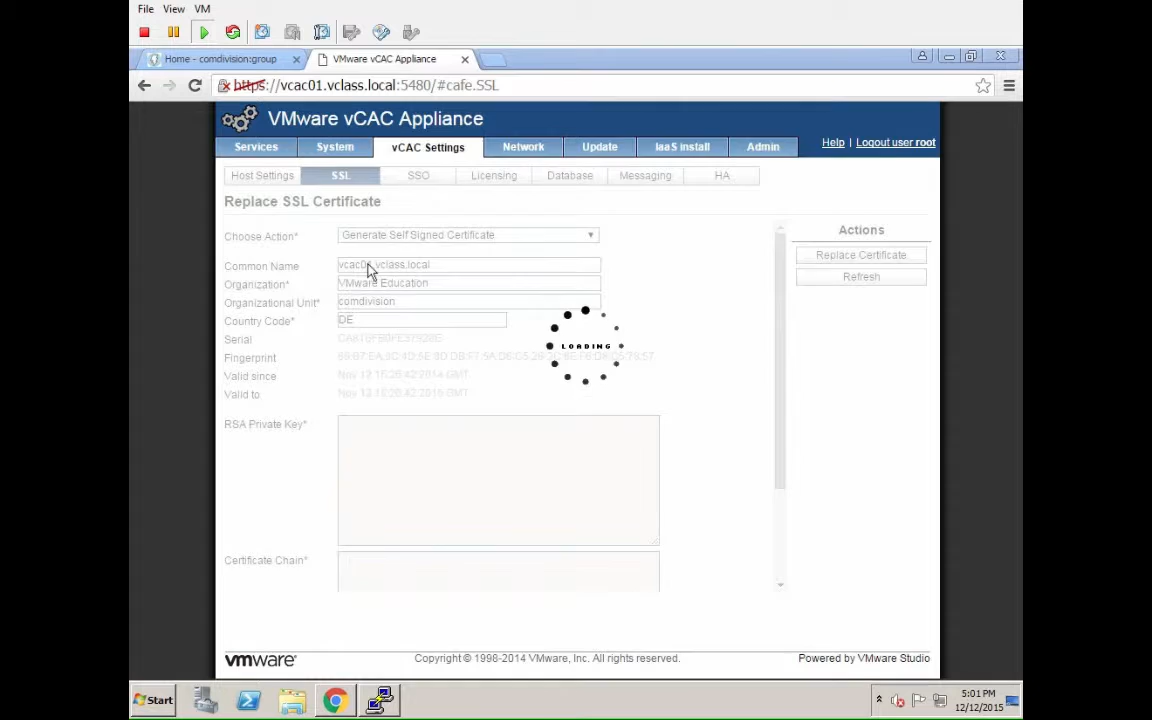 File View VM
Home - comdivision:group
VMware vCAC Appliance
https://vcac01.vclass.local:5480/#cafe.SSL
VMware vCAC Appliance
Services System vCAC Settings Network Update IaaS install Admin
Help | Logout user root
Host Settings SSL SSO Licensing Database Messaging HA
Replace SSL Certificate
Actions
Choose Action* Generate Self Signed Certificate
Replace Certificate
Common Name vcac01.vclass.local
Refresh
Organization* VMware Education
Organizational Unit* comdivision
Country Code* DE
LOADING
Serial
Fingerprint
Valid since
Valid to
RSA Private Key*
Certificate Chain*
vmware
Copyright © 1998-2014 VMware, Inc. All rights reserved.
Powered by VMware Studio
Start
5:01 PM
12/12/2015